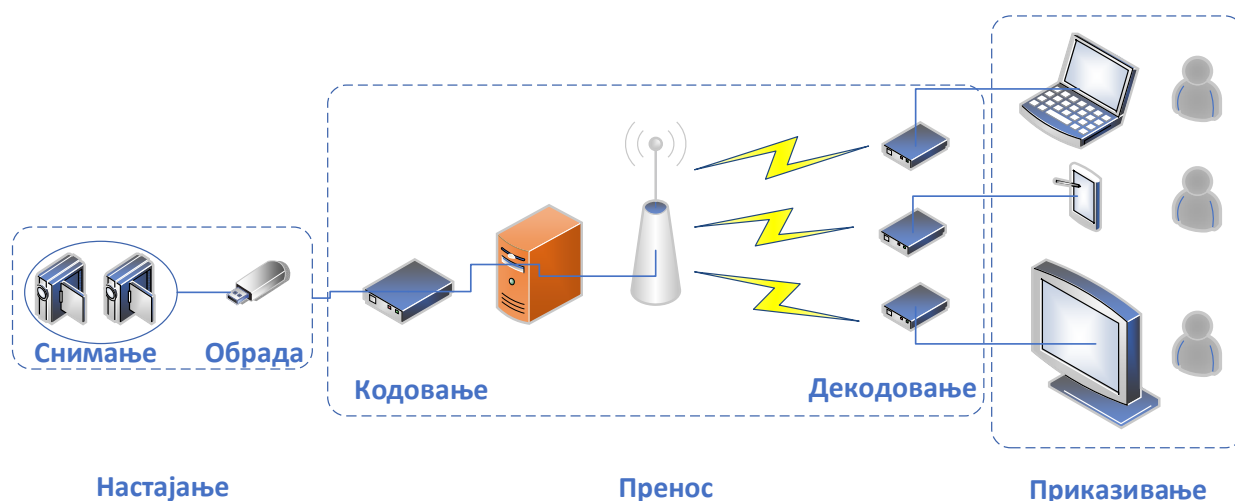 Снимање
Обрада
Кодовање
Декодовање
Настајање
Пренос
Приказивање